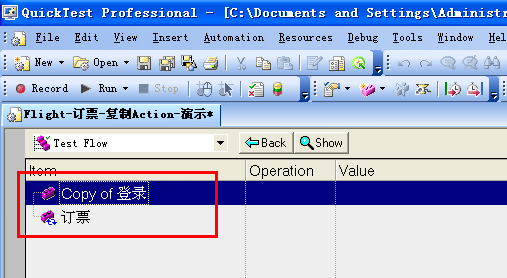 QuickTest Professional - [C:\Documents and Settings\Administr
File Edit View Insert Automation Resources Debug Tools Window Hel
New Open
Record Run Stop
Flight-订票-复制Action-演示*
Test Flow Back Show
Item Operation Value
Copy of 登录
订票